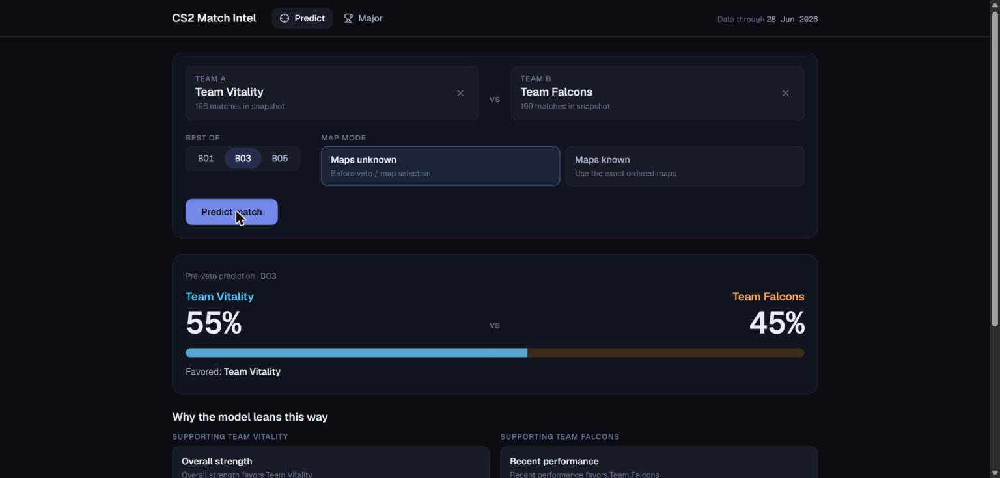 CS2 Match Intel
Predict
Major
Data through 28 Jun 2026
TEAM A
Team Vitality
196 matches in snapshot
VS
TEAM B
Team Falcons
199 matches in snapshot
BEST OF
BO1 BO3 BO5
MAP MODE
Maps unknown
Before veto / map selection
Maps known
Use the exact ordered maps
Predict match
Pre-veto prediction · BO3
Team Vitality
55%
VS
Team Falcons
45%
Favored: Team Vitality
Why the model leans this way
SUPPORTING TEAM VITALITY
Overall strength
Overall strength favors Team Vitality
SUPPORTING TEAM FALCONS
Recent performance
Recent performance favors Team Falcons